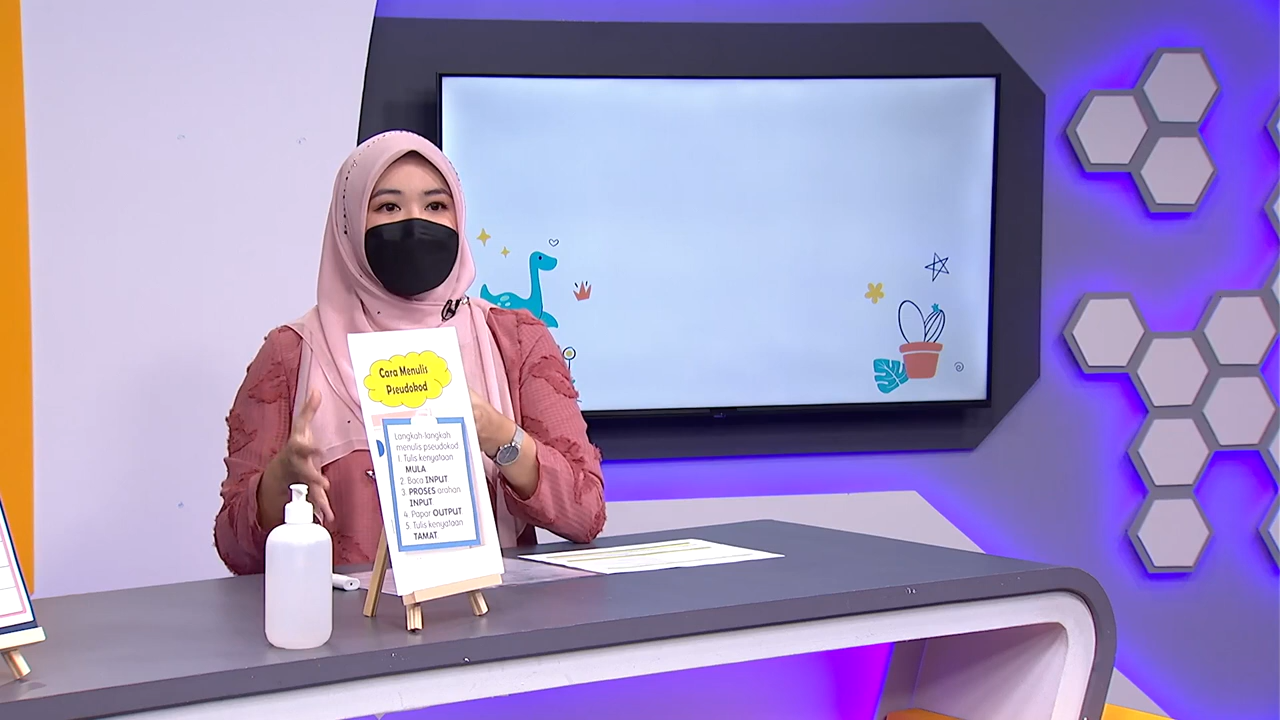 Cara Menulis
Pseudokod
Langkah-langkah
menulis pseudokod
1. Tulis kenyataan
MULA
2. Baca INPUT
3. PROSES arahan
INPUT
4. Papar OUTPUT
5. Tulis kenyataan
TAMAT